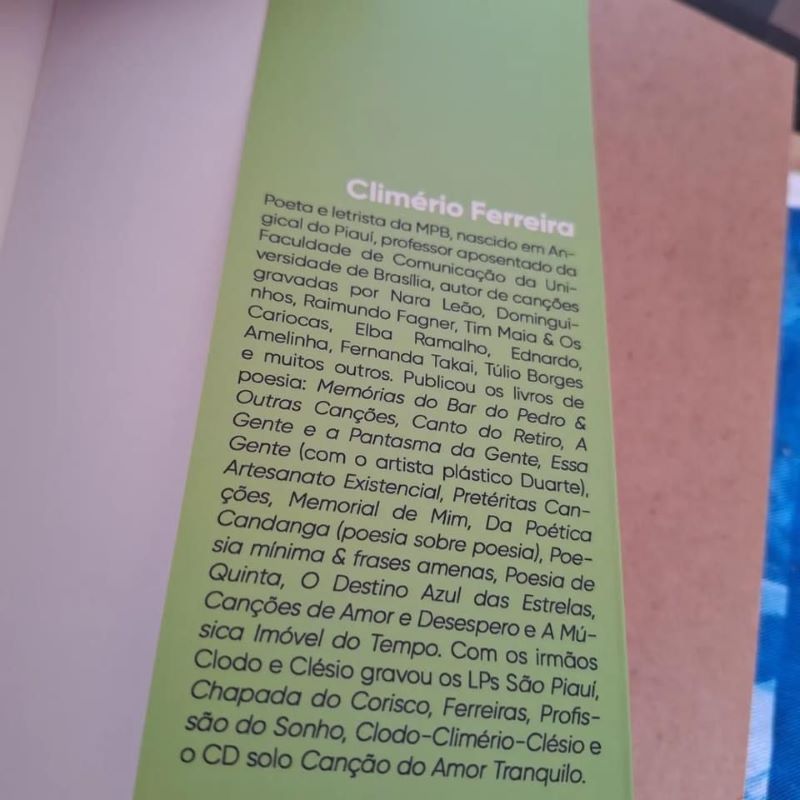 Climério Ferreira
Poeta e letrista da MPB, nascido em An-
gical do Piauí, professor aposentado da
Faculdade de Comunicação da Uni-
versidade de Brasília, autor de canções
gravadas por Nara Leão, Domingui-
nhos, Raimundo Fagner, Tim Maia & Os
Cariocas, Elba Ramalho, Ednardo,
Amelinha, Fernanda Takai, Túlio Borges
e muitos outros. Publicou os livros de
poesia: Memórias do Bar do Pedro &
Outras Canções, Canto do Retiro, A
Gente e a Pantasma da Gente, Essa
Gente (com o artista plástico Duarte),
Artesanato Existencial, Pretéritas Can-
ções, Memorial de Mim, Da Poética
Candanga (poesia sobre poesia), Poe-
sia mínima & frases amenas, Poesia de
Quinta, O Destino Azul das Estrelas,
Canções de Amor e Desespero e A Mú-
sica Imóvel do Tempo. Com os irmãos
Clodo e Clésio gravou os LPs São Piauí,
Chapada do Corisco, Ferreiras, Profis-
são do Sonho, Clodo-Climério-Clésio e
o CD solo Canção do Amor Tranquilo.